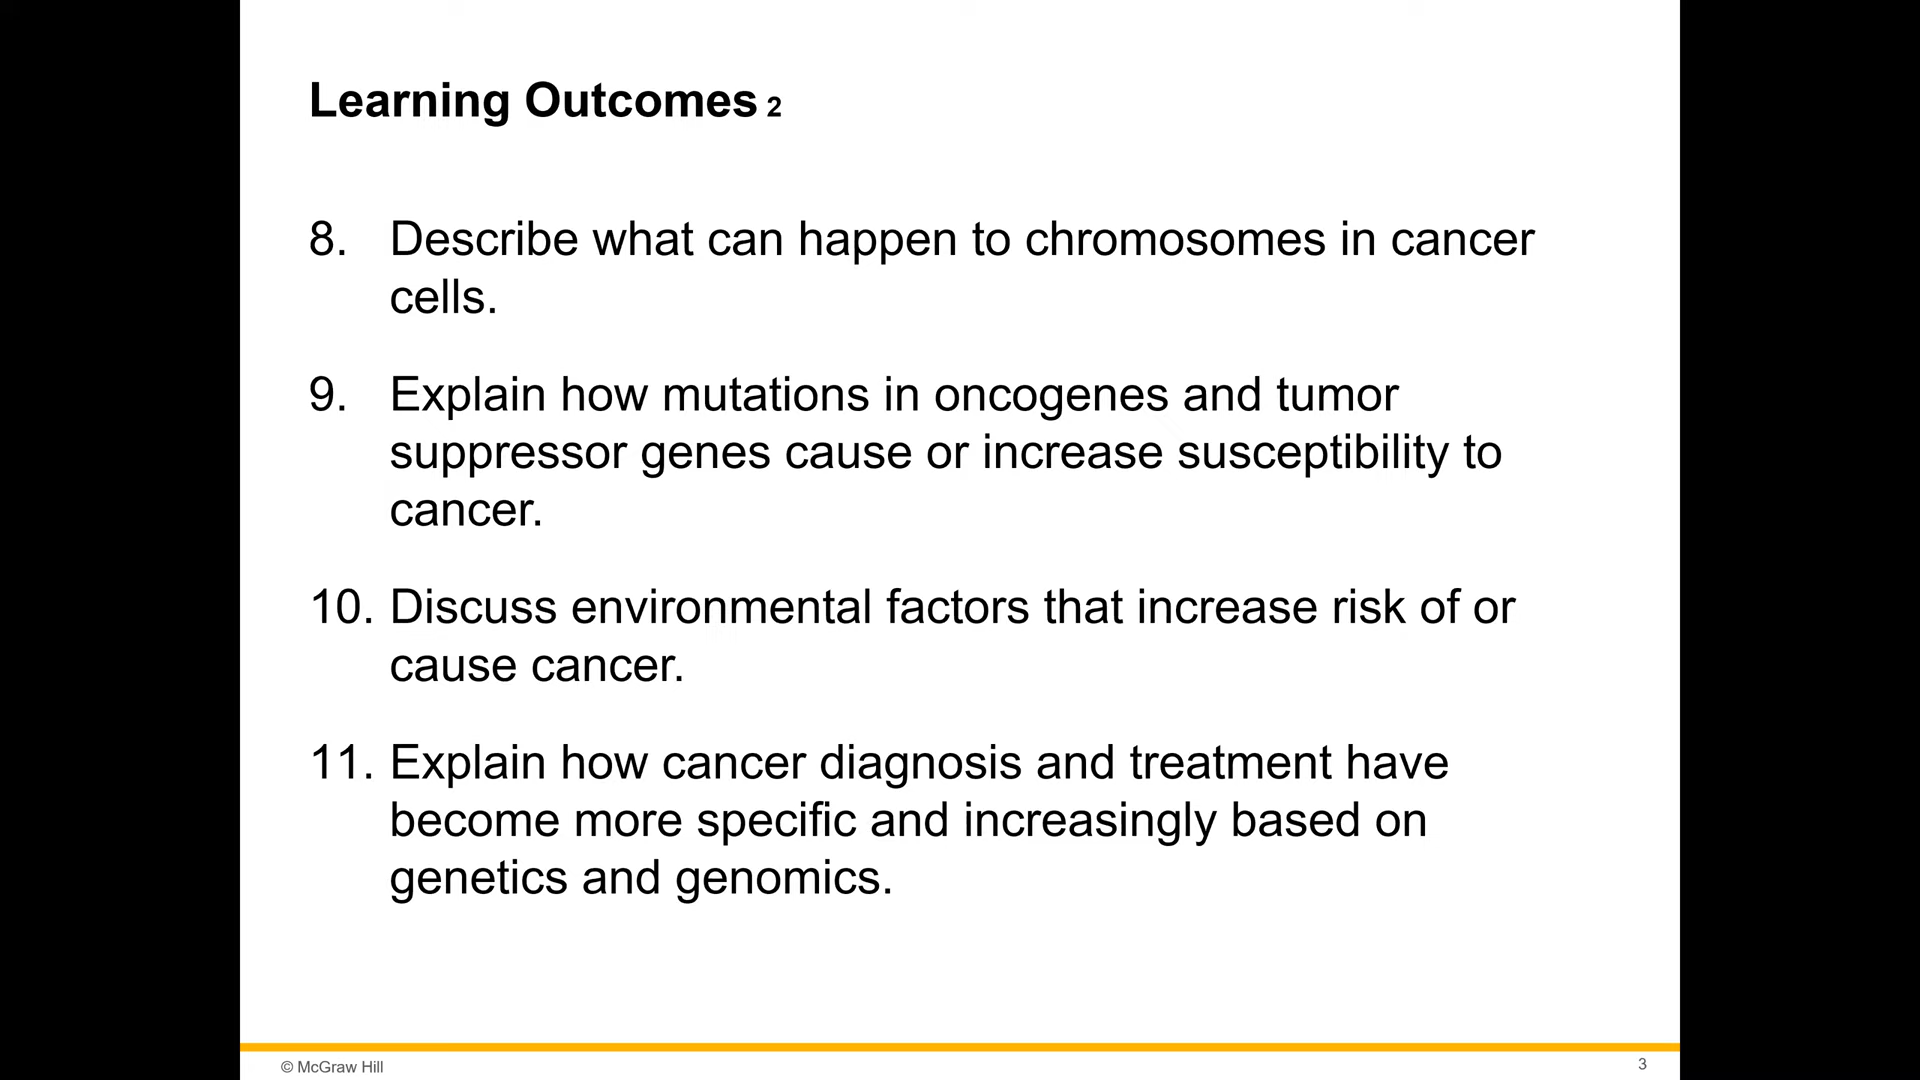 Learning Outcomes 2
8. Describe what can happen to chromosomes in cancer
cells.
9. Explain how mutations in oncogenes and tumor
suppressor genes cause or increase susceptibility to
cancer.
10. Discuss environmental factors that increase risk of or
cause cancer.
11. Explain how cancer diagnosis and treatment have
become more specific and increasingly based on
genetics and genomics.
© McGraw Hill
3